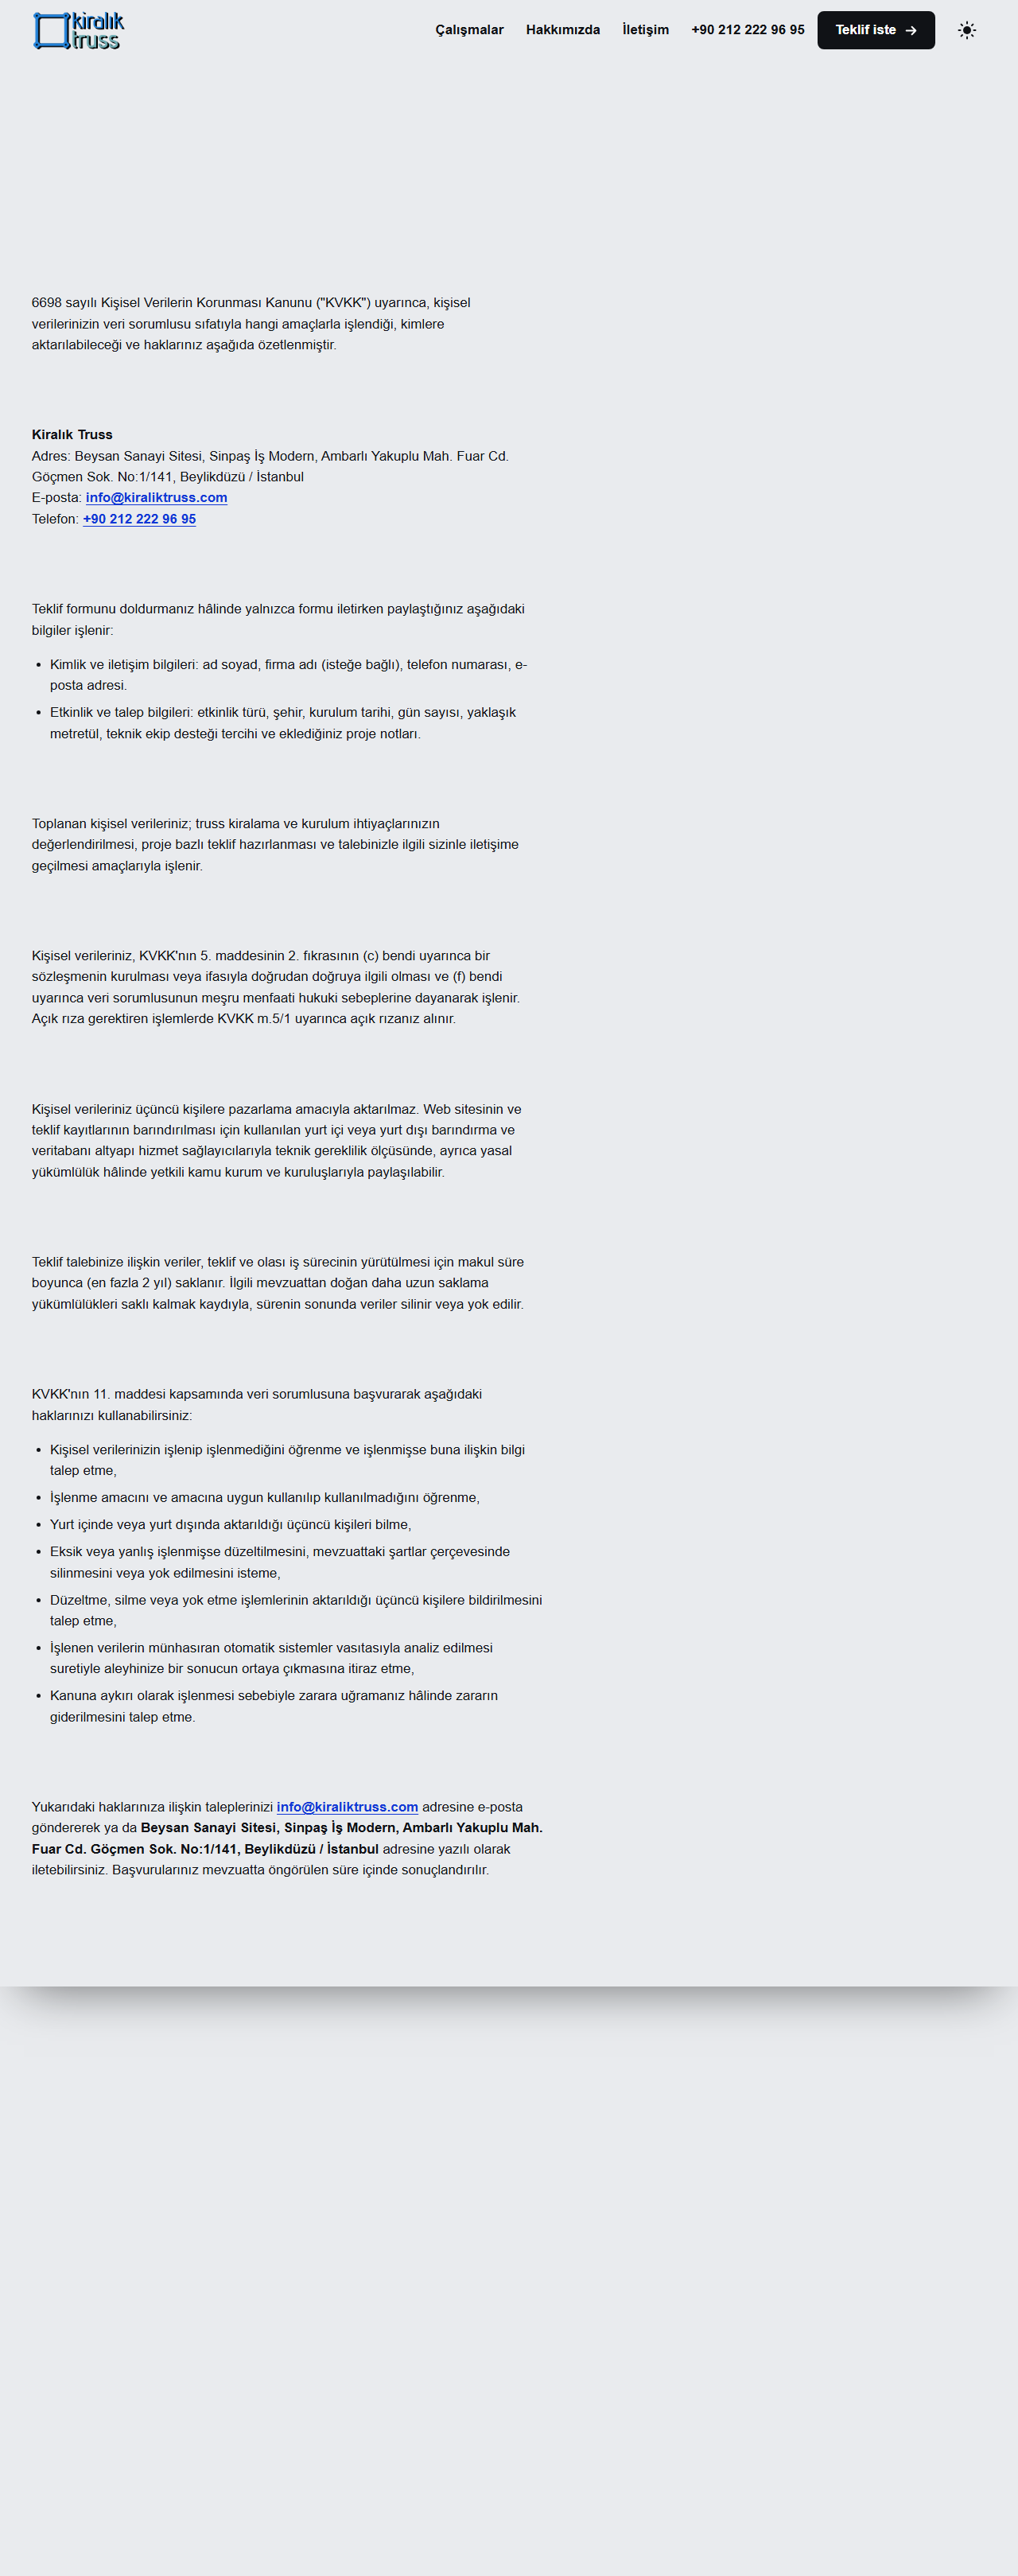 kiralık
truss
Çalışmalar Hakkımızda İletişim +90 212 222 96 95 Teklif iste →
6698 sayılı Kişisel Verilerin Korunması Kanunu ("KVKK") uyarınca, kişisel
verilerinizin veri sorumlusu sıfatıyla hangi amaçlarla işlendiği, kimlere
aktarılabileceği ve haklarınız aşağıda özetlenmiştir.
Kiralık Truss
Adres: Beysan Sanayi Sitesi, Sinpaş İş Modern, Ambarlı Yakuplu Mah. Fuar Cd.
Göçmen Sok. No:1/141, Beylikdüzü / İstanbul
E-posta: info@kiraliktruss.com
Telefon: +90 212 222 96 95
Teklif formunu doldurmanız hâlinde yalnızca formu iletirken paylaştığınız aşağıdaki
bilgiler işlenir:
• Kimlik ve iletişim bilgileri: ad soyad, firma adı (isteğe bağlı), telefon numarası, e-
posta adresi.
• Etkinlik ve talep bilgileri: etkinlik türü, şehir, kurulum tarihi, gün sayısı, yaklaşık
metretül, teknik ekip desteği tercihi ve eklediğiniz proje notları.
Toplanan kişisel verileriniz; truss kiralama ve kurulum ihtiyaçlarınızın
değerlendirilmesi, proje bazlı teklif hazırlanması ve talebinizle ilgili sizinle iletişime
geçilmesi amaçlarıyla işlenir.
Kişisel verileriniz, KVKK'nın 5. maddesinin 2. fıkrasının (c) bendi uyarınca bir
sözleşmenin kurulması veya ifasıyla doğrudan doğruya ilgili olması ve (f) bendi
uyarınca veri sorumlusunun meşru menfaati hukuki sebeplerine dayanarak işlenir.
Açık rıza gerektiren işlemlerde KVKK m.5/1 uyarınca açık rızanız alınır.
Kişisel verileriniz üçüncü kişilere pazarlama amacıyla aktarılmaz. Web sitesinin ve
teklif kayıtlarının barındırılması için kullanılan yurt içi veya yurt dışı barındırma ve
veritabanı altyapı hizmet sağlayıcılarıyla teknik gereklilik ölçüsünde, ayrıca yasal
yükümlülük hâlinde yetkili kamu kurum ve kuruluşlarıyla paylaşılabilir.
Teklif talebinize ilişkin veriler, teklif ve olası iş sürecinin yürütülmesi için makul süre
boyunca (en fazla 2 yıl) saklanır. İlgili mevzuattan doğan daha uzun saklama
yükümlülükleri saklı kalmak kaydıyla, sürenin sonunda veriler silinir veya yok edilir.
KVKK'nın 11. maddesi kapsamında veri sorumlusuna başvurarak aşağıdaki
haklarınızı kullanabilirsiniz:
• Kişisel verilerinizin işlenip işlenmediğini öğrenme ve işlenmişse buna ilişkin bilgi
talep etme,
• İşlenme amacını ve amacına uygun kullanılıp kullanılmadığını öğrenme,
• Yurt içinde veya yurt dışında aktarıldığı üçüncü kişileri bilme,
• Eksik veya yanlış işlenmişse düzeltilmesini, mevzuattaki şartlar çerçevesinde
silinmesini veya yok edilmesini isteme,
• Düzeltme, silme veya yok etme işlemlerinin aktarıldığı üçüncü kişilere bildirilmesini
talep etme,
• İşlenen verilerin münhasıran otomatik sistemler vasıtasıyla analiz edilmesi
suretiyle aleyhinize bir sonucun ortaya çıkmasına itiraz etme,
• Kanuna aykırı olarak işlenmesi sebebiyle zarara uğramanız hâlinde zararın
giderilmesini talep etme.
Yukarıdaki haklarınıza ilişkin taleplerinizi info@kiraliktruss.com adresine e-posta
göndererek ya da Beysan Sanayi Sitesi, Sinpaş İş Modern, Ambarlı Yakuplu Mah.
Fuar Cd. Göçmen Sok. No:1/141, Beylikdüzü / İstanbul adresine yazılı olarak
iletebilirsiniz. Başvurularınız mevzuatta öngörülen süre içinde sonuçlandırılır.